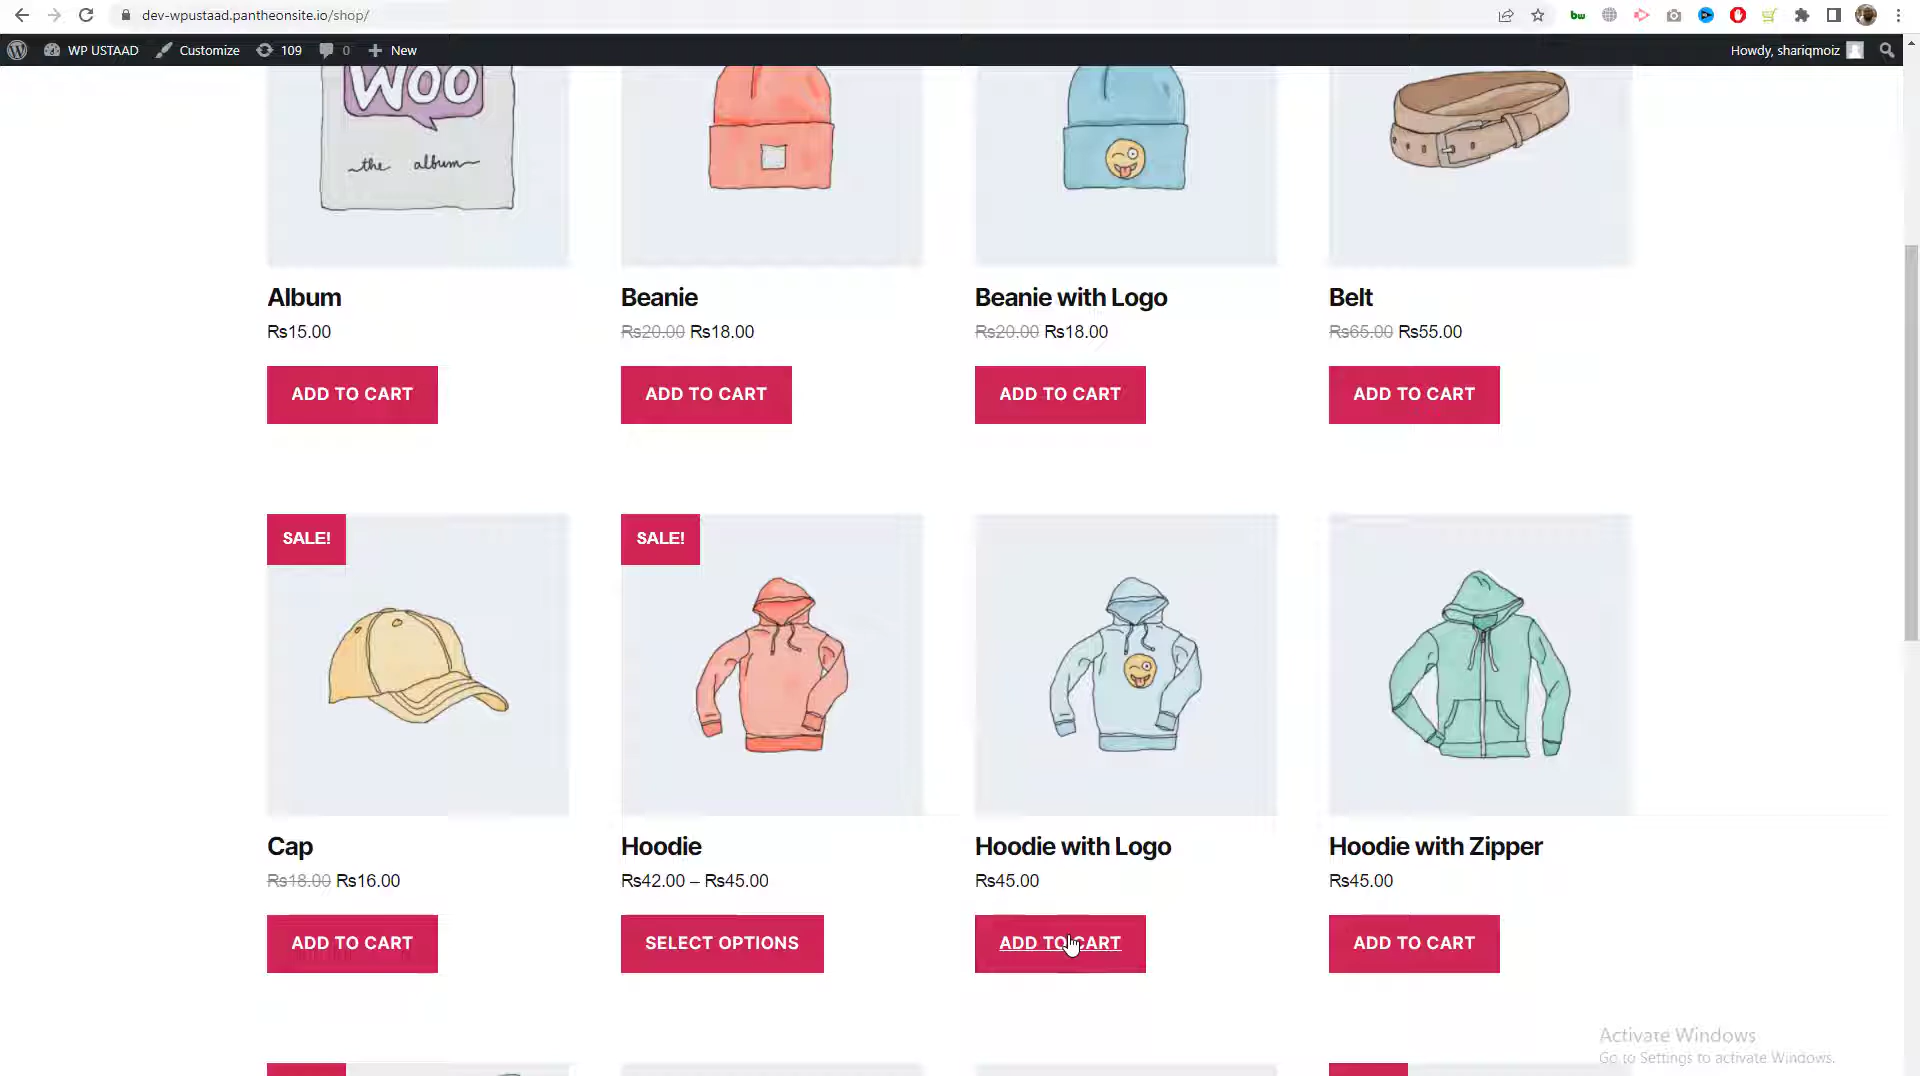 dev-wpustaad.pantheonsite.io/shop/
bw
WP USTAAD Customize 109 0 New Howdy, shariqmoiz
WOO
the album
Album Beanie Beanie with Logo Belt
Rs15.00 Rs20.00 Rs18.00 Rs20.00 Rs18.00 Rs65.00 Rs55.00
ADD TO CART ADD TO CART ADD TO CART ADD TO CART
SALE! SALE!
Cap Hoodie Hoodie with Logo Hoodie with Zipper
Rs18.00 Rs16.00 Rs42.00 – Rs45.00 Rs45.00 Rs45.00
ADD TO CART SELECT OPTIONS ADD TO CART ADD TO CART
Activate Windows
Go to Settings to activate Windows.